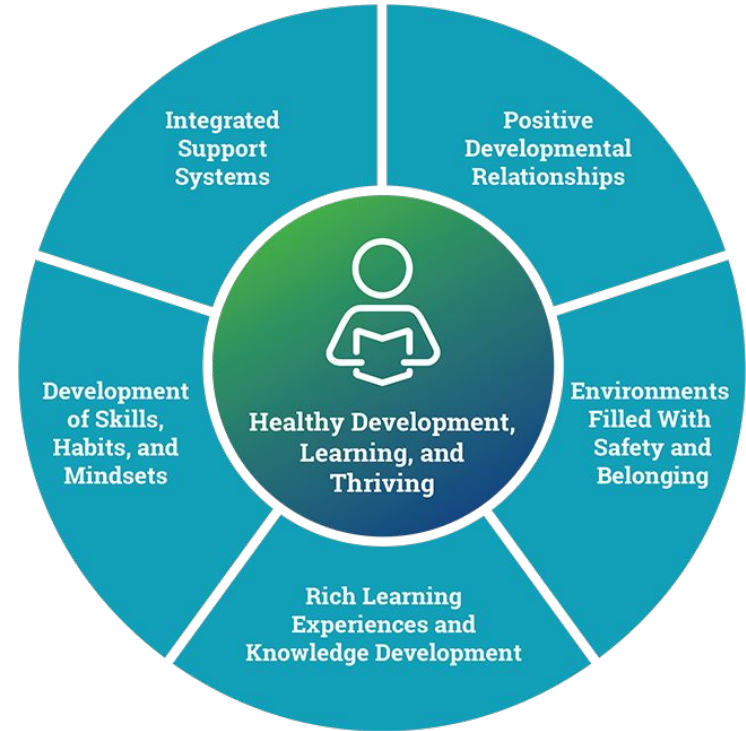 Integrated
Support
Systems
Positive
Developmental
Relationships
Development
of Skills,
Habits, and
Mindsets
Healthy Development,
Learning, and
Thriving
Environments
Filled With
Safety and
Belonging
Rich Learning
Experiences and
Knowledge Development